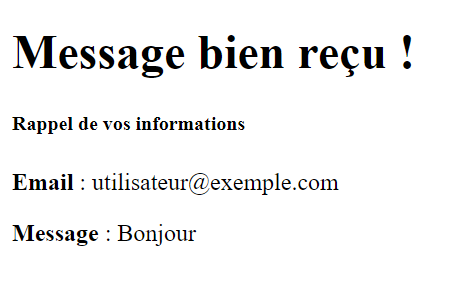 Message bien reçu !
Rappel de vos informations
Email : utilisateur@exemple.com
Message : Bonjour